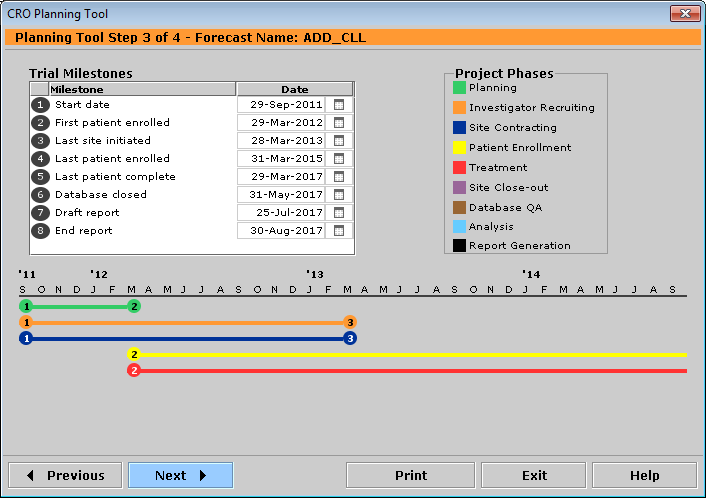 CRO Planning Tool
Planning Tool Step 3 of 4 - Forecast Name: ADD_CLL
Trial Milestones
Milestone Date
1 Start date 29-Sep-2011
2 First patient enrolled 29-Mar-2012
3 Last site initiated 28-Mar-2013
4 Last patient enrolled 31-Mar-2015
5 Last patient complete 29-Mar-2017
6 Database closed 31-May-2017
7 Draft report 25-Jul-2017
8 End report 30-Aug-2017
Project Phases
Planning
Investigator Recruiting
Site Contracting
Patient Enrollment
Treatment
Site Close-out
Database QA
Analysis
Report Generation
'11 '12 '13 '14
S O N D J F M A M J J A S O N D J F M A M J J A S O N D J F M A M J J A S
1 2
1 3
1 3
2
2
Previous Next Print Exit Help